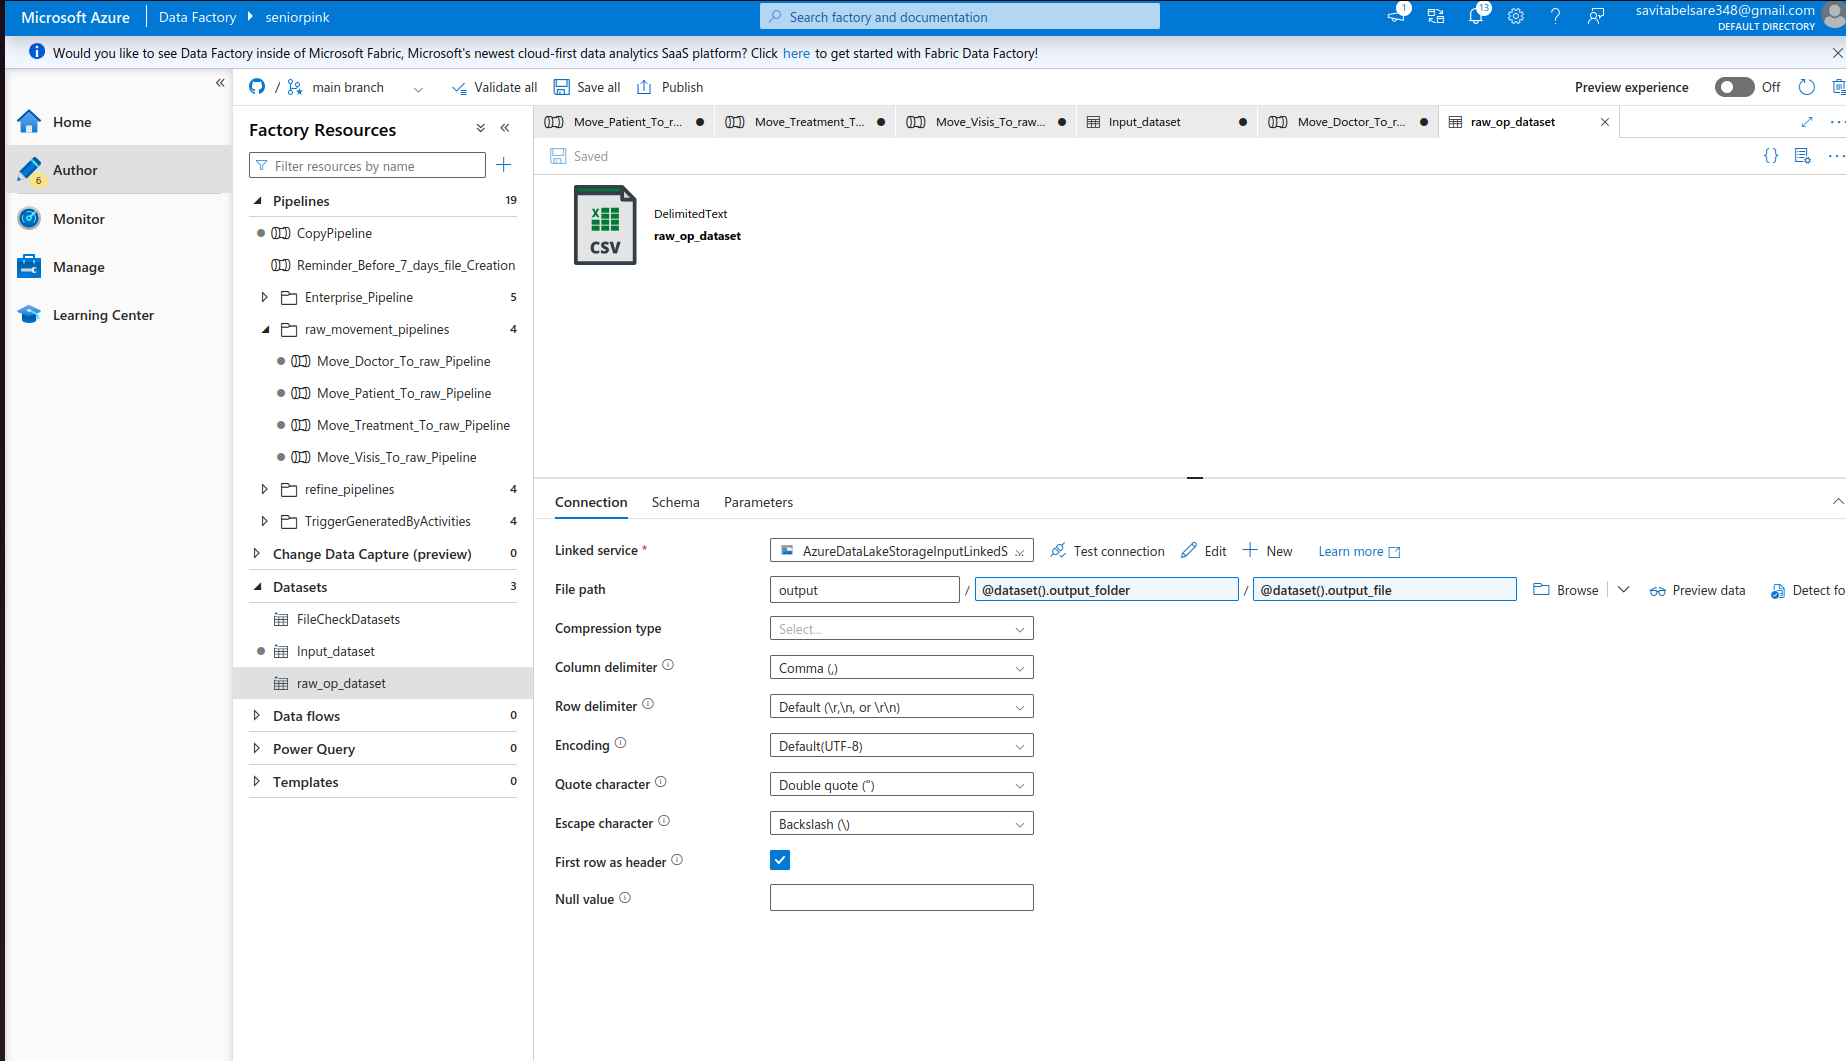 Microsoft Azure Data Factory seniorpink Search factory and documentation 1 13 savitabelsare348@gmail.com
DEFAULT DIRECTORY
Would you like to see Data Factory inside of Microsoft Fabric, Microsoft's newest cloud-first data analytics SaaS platform? Click here to get started with Fabric Data Factory!
Home
Author
6
Monitor
Manage
Learning Center
/ main branch Validate all Save all Publish Preview experience Off
Factory Resources
Filter resources by name
Pipelines 19
CopyPipeline
Reminder_Before_7_days_file_Creation
Enterprise_Pipeline 5
raw_movement_pipelines 4
Move_Doctor_To_raw_Pipeline
Move_Patient_To_raw_Pipeline
Move_Treatment_To_raw_Pipeline
Move_Visis_To_raw_Pipeline
refine_pipelines 4
TriggerGeneratedByActivities 4
Change Data Capture (preview) 0
Datasets 3
FileCheckDatasets
Input_dataset
raw_op_dataset
Data flows 0
Power Query 0
Templates 0
Move_Patient_To_r... Move_Treatment_T... Move_Visis_To_raw... Input_dataset Move_Doctor_To_r... raw_op_dataset
Saved {}
X
CSV
DelimitedText
raw_op_dataset
Connection Schema Parameters
Linked service * AzureDataLakeStorageInputLinkedS Test connection Edit New Learn more
File path output / @dataset().output_folder / @dataset().output_file Browse Preview data Detect fo
Compression type Select...
Column delimiter Comma (,)
Row delimiter Default (\r,\n, or \r\n)
Encoding Default(UTF-8)
Quote character Double quote (")
Escape character Backslash (\)
First row as header
Null value